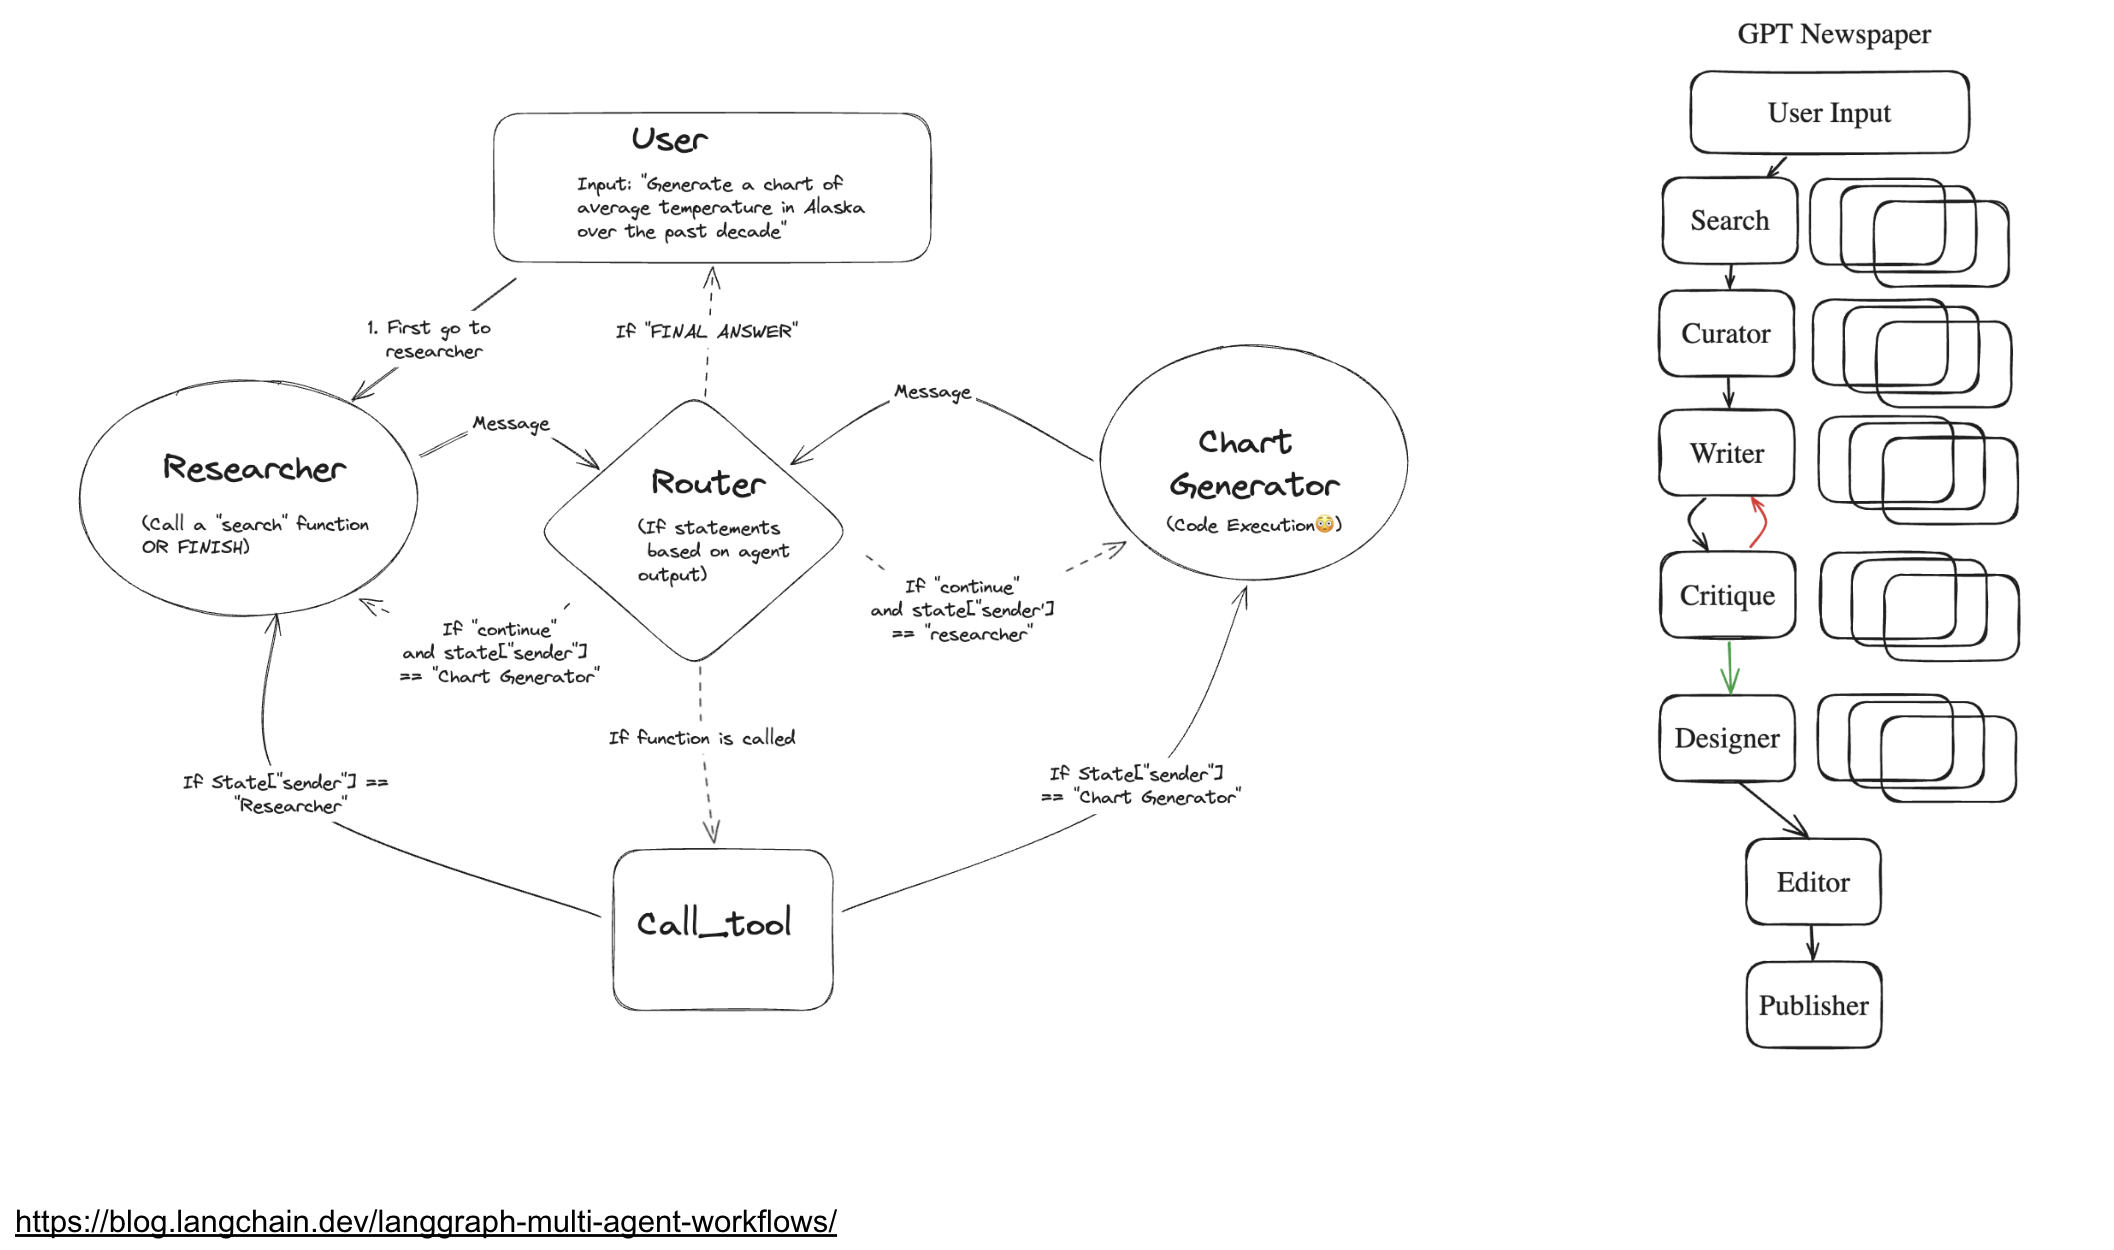 User
Input: "Generate a chart of
average temperature in Alaska
over the past decade"
1. First go to
researcher
If "FINAL ANSWER"
Message
Message
Researcher
(Call a "search" function
OR FINISH)
Router
(If statements
based on agent
output)
Chart
Generator
(Code Execution😳)
If "continue"
and state["sender"]
== "Chart Generator"
If "continue"
and state["sender']
== "researcher"
If function is called
If State["sender"] ==
"Researcher"
If State["sender"]
== "Chart Generator"
Call_tool
GPT Newspaper
User Input
Search
Curator
Writer
Critique
Designer
Editor
Publisher
https://blog.langchain.dev/langgraph-multi-agent-workflows/